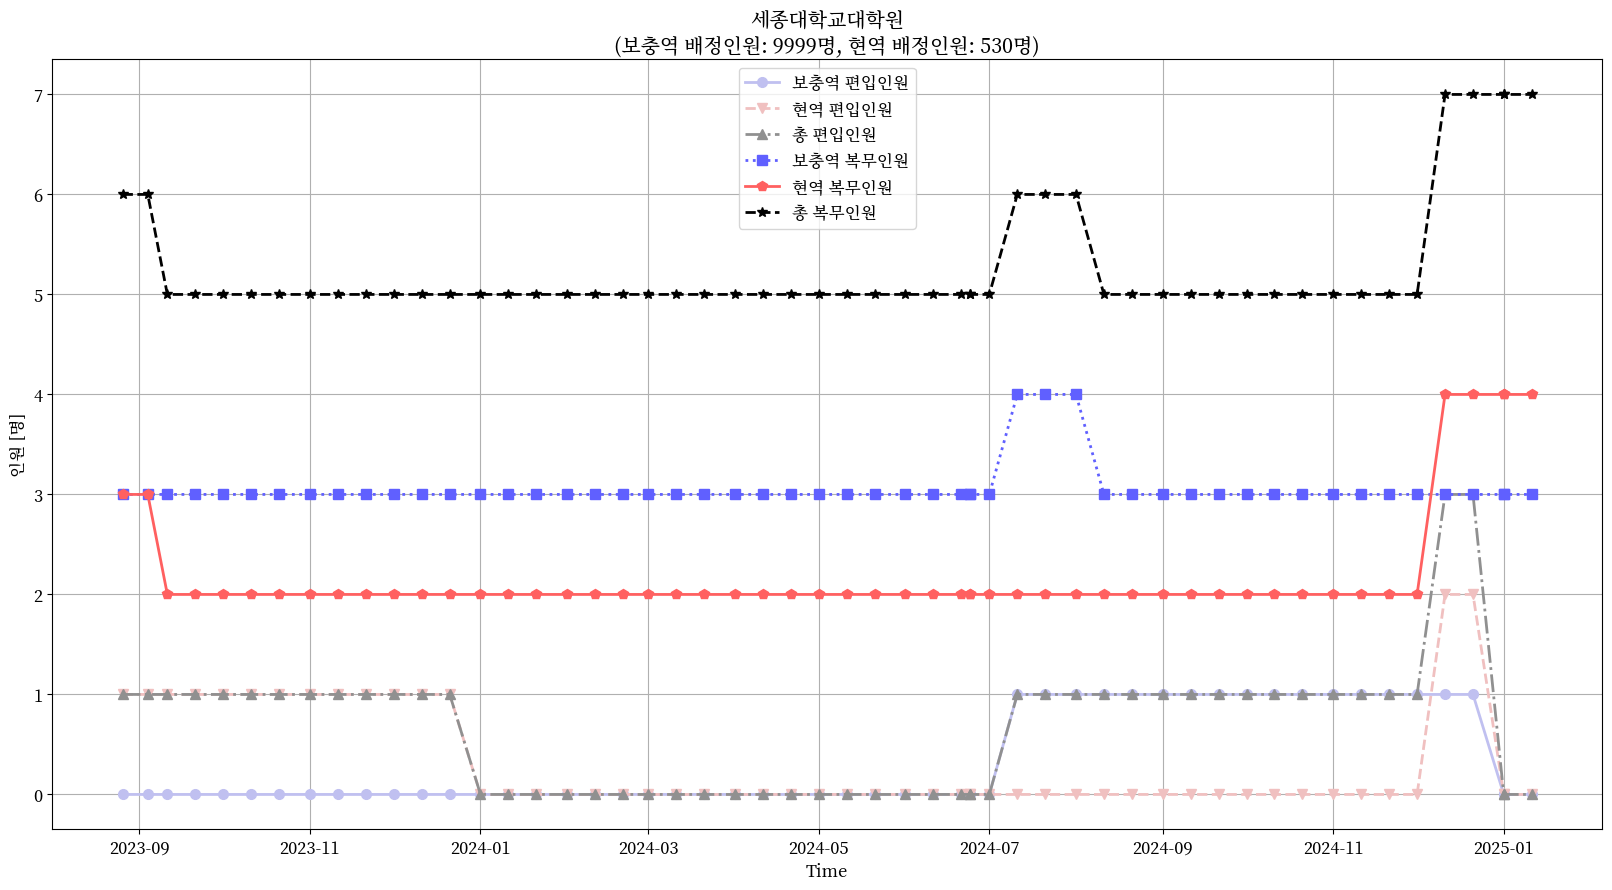 세종대학교대학원
(보충역 배정인원: 9999명, 현역 배정인원: 530명)
보충역 편입인원
현역 편입인원
총 편입인원
보충역 복무인원
현역 복무인원
총 복무인원
인원 [명]
7
6
5
4
3
2
1
0
2023-09
2023-11
2024-01
2024-03
2024-05
2024-07
2024-09
2024-11
2025-01
Time